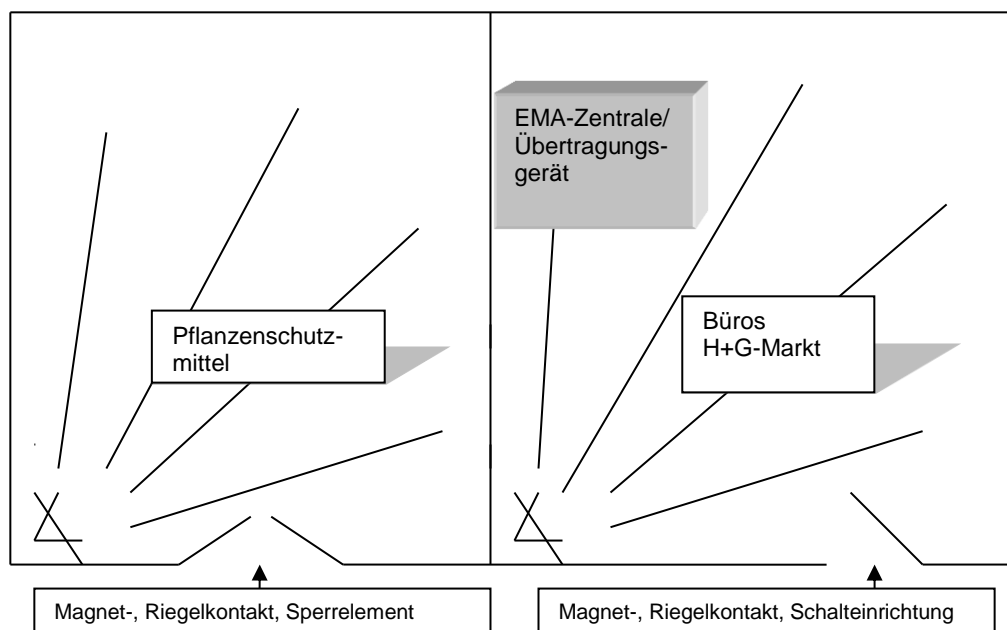 EMA-Zentrale/
Übertragungs-
gerät
Pflanzenschutz-
mittel
Büros
H+G-Markt
Magnet-, Riegelkontakt, Sperrelement
Magnet-, Riegelkontakt, Schalteinrichtung